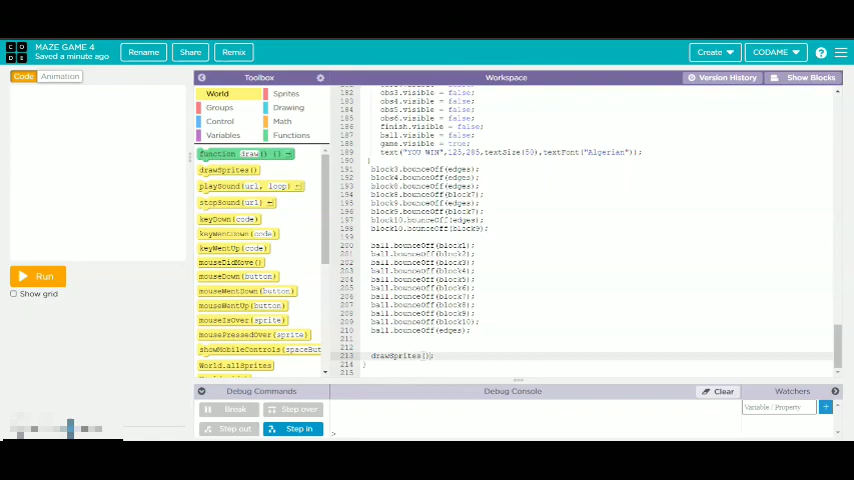 CO
DE
MAZE GAME 4
Saved a minute ago
Rename
Share
Remix
Create
CODAME
?
Code
Animation
Toolbox
Workspace
Version History
Show Blocks
World
Sprites
Groups
Drawing
Control
Math
Variables
Functions
function draw() { }
drawSprites()
playSound(url, loop)
stopSound(url)
keyDown(code)
keyWentDown(code)
keyWentUp(code)
mouseDidMove()
mouseDown(button)
mouseWentDown(button)
mouseWentUp(button)
mouseIsOver(sprite)
mousePressedOver(sprite)
showMobileControls(spaceBut
World.allSprites
Run
Show grid
183 obs3.visible = false;
184 obs4.visible = false;
185 obs5.visible = false;
186 obs6.visible = false;
186 finish.visible = false;
187 ball.visible = false;
188 game.visible = true;
189 text("YOU WIN",125,285,textSize(50),textFont("Algerian");
190 }
191 block3.bounceOff(edges);
192 block4.bounceOff(edges);
193 block8.bounceOff(edges);
194 block8.bounceOff(block7);
195 block9.bounceOff(edges);
196 block9.bounceOff(block7);
197 block10.bounceOff(edges);
198 block10.bounceOff(block9);
199
200 ball.bounceOff(block1);
201 ball.bounceOff(block2);
202 ball.bounceOff(block3);
203 ball.bounceOff(block4);
204 ball.bounceOff(block5);
205 ball.bounceOff(block6);
206 ball.bounceOff(block7);
207 ball.bounceOff(block8);
208 ball.bounceOff(block9);
209 ball.bounceOff(block10);
210 ball.bounceOff(edges);
211
212
213 drawSprites();
214 }
215
Debug Commands
Debug Console
Clear
Watchers
Break
Step over
Step out
Step in
Variable / Property
+
>